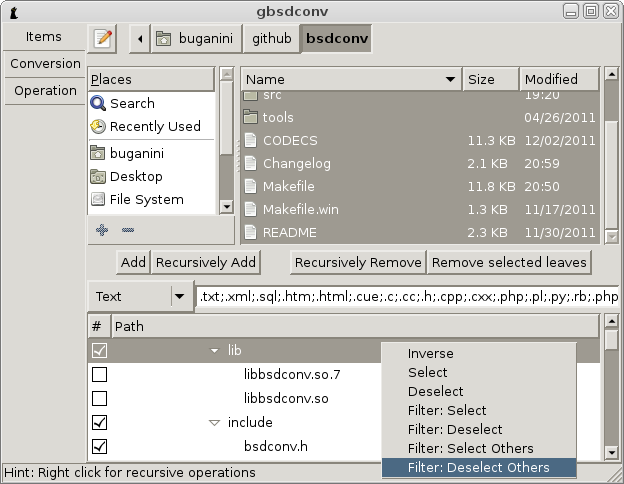 gbsdconv
Items
Conversion
Operation
buganini github bsdconv
Places
Search
Recently Used
buganini
Desktop
File System
Name Size Modified
src 19:20
tools 04/26/2011
CODECS 11.3 KB 12/02/2011
Changelog 2.1 KB 20:59
Makefile 11.8 KB 20:50
Makefile.win 1.3 KB 11/17/2011
README 2.3 KB 11/30/2011
Add Recursively Add Recursively Remove Remove selected leaves
Text .txt;.xml;.sql;.htm;.html;.cue;.c;.cc;.h;.cpp;.cxx;.php;.pl;.py;.rb;.php
# Path
lib
libbsdconv.so.7
libbsdconv.so
include
bsdconv.h
Inverse
Select
Deselect
Filter: Select
Filter: Deselect
Filter: Select Others
Filter: Deselect Others
Hint: Right click for recursive operations